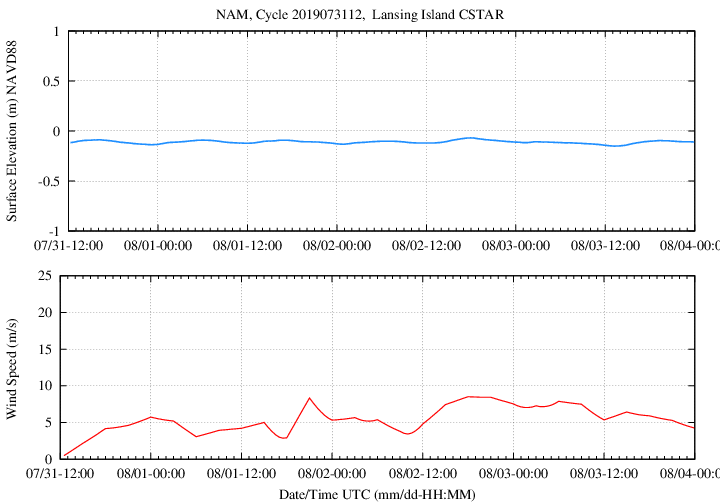 NAM, Cycle 2019073112,  Lansing Island CSTAR
Surface Elevation (m) NAVD88
1
0.5
0
-0.5
-1
07/31-12:00 08/01-00:00 08/01-12:00 08/02-00:00 08/02-12:00 08/03-00:00 08/03-12:00 08/04-00:0
Wind Speed (m/s)
25
20
15
10
5
0
07/31-12:00 08/01-00:00 08/01-12:00 08/02-00:00 08/02-12:00 08/03-00:00 08/03-12:00 08/04-00:0
Date/Time UTC (mm/dd-HH:MM)